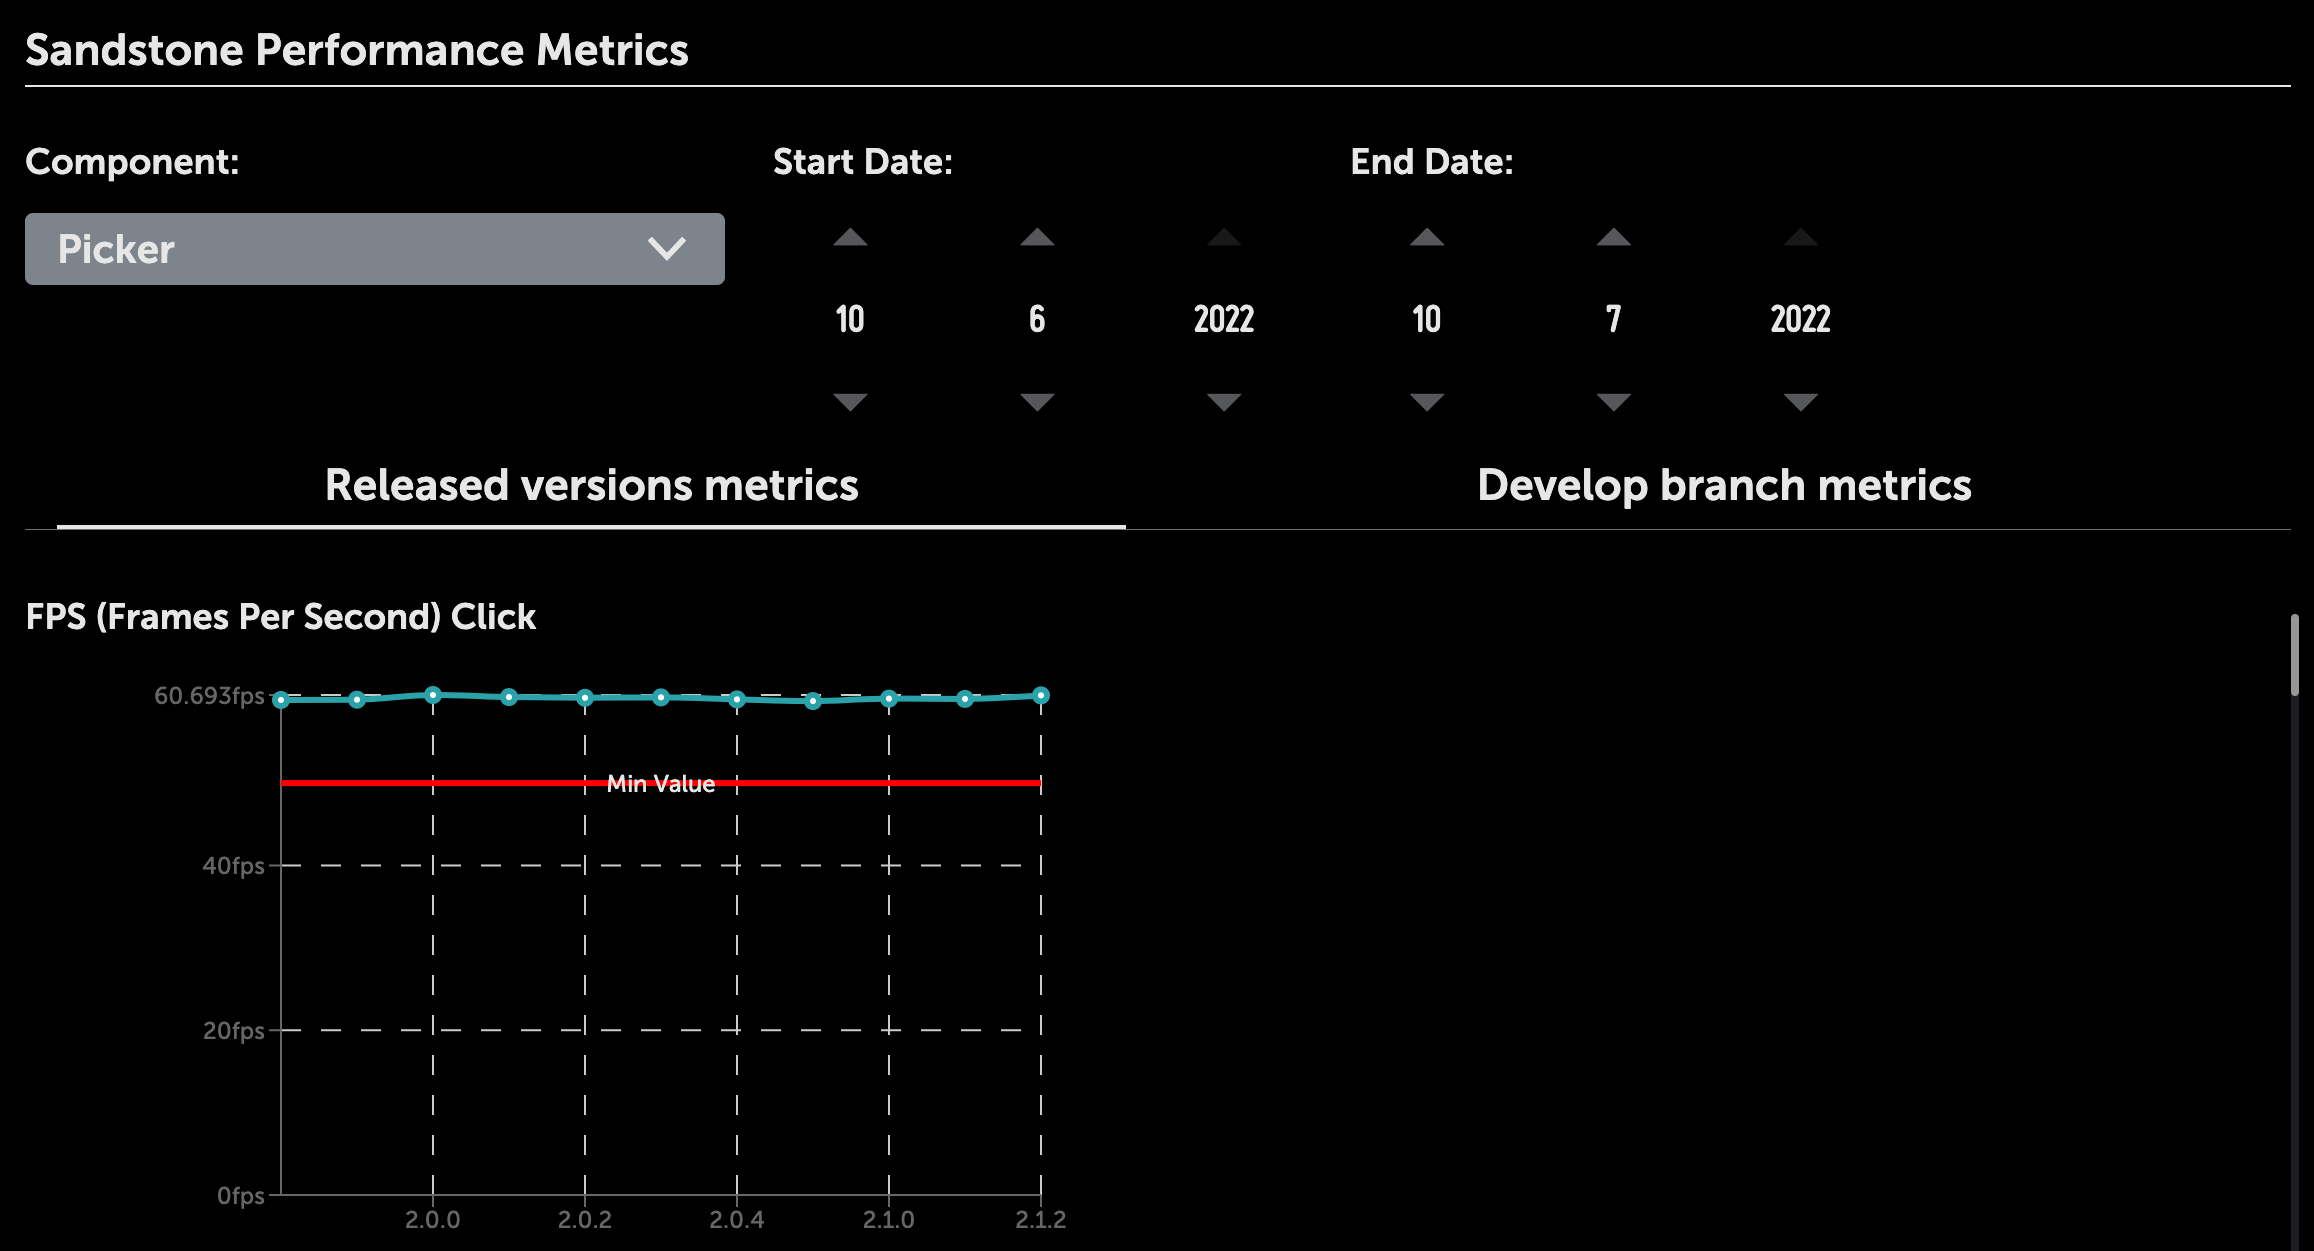 Sandstone Performance Metrics
Component:
Start Date:
End Date:
Picker
10
6
2022
10
7
2022
Released versions metrics
Develop branch metrics
FPS (Frames Per Second) Click
60.693fps
Min Value
40fps
20fps
0fps
2.0.0
2.0.2
2.0.4
2.1.0
2.1.2